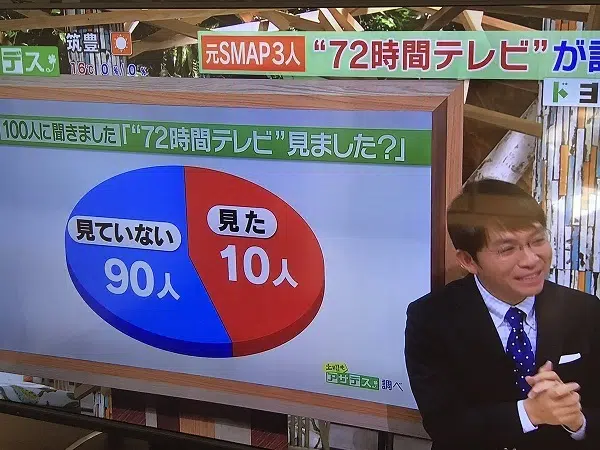 筑豊
デス
16℃ 0%/0%
元SMAP3人
“72時間テレビ”が
ドヨ
100人に聞きました「“72時間テレビ”見ました?」
見ていない
90人
見た
10人
土曜
アサデス。調べ